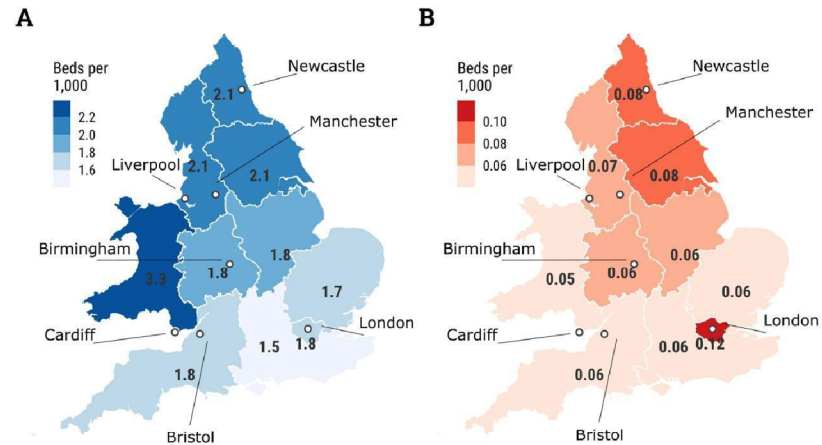 A
Beds per
1,000
2.2
2.0
1.8
1.6
Newcastle
2.1
Manchester
Liverpool
2.1
2.1
Birmingham
1.8
1.8
3.3
1.7
Cardiff
London
1.8
1.5
1.8
Bristol
B
Beds per
1,000
0.10
0.08
0.06
Newcastle
0.08
Manchester
Liverpool
0.07
0.08
Birmingham
0.06
0.06
0.05
0.06
Cardiff
London
0.12
0.06
0.06
Bristol